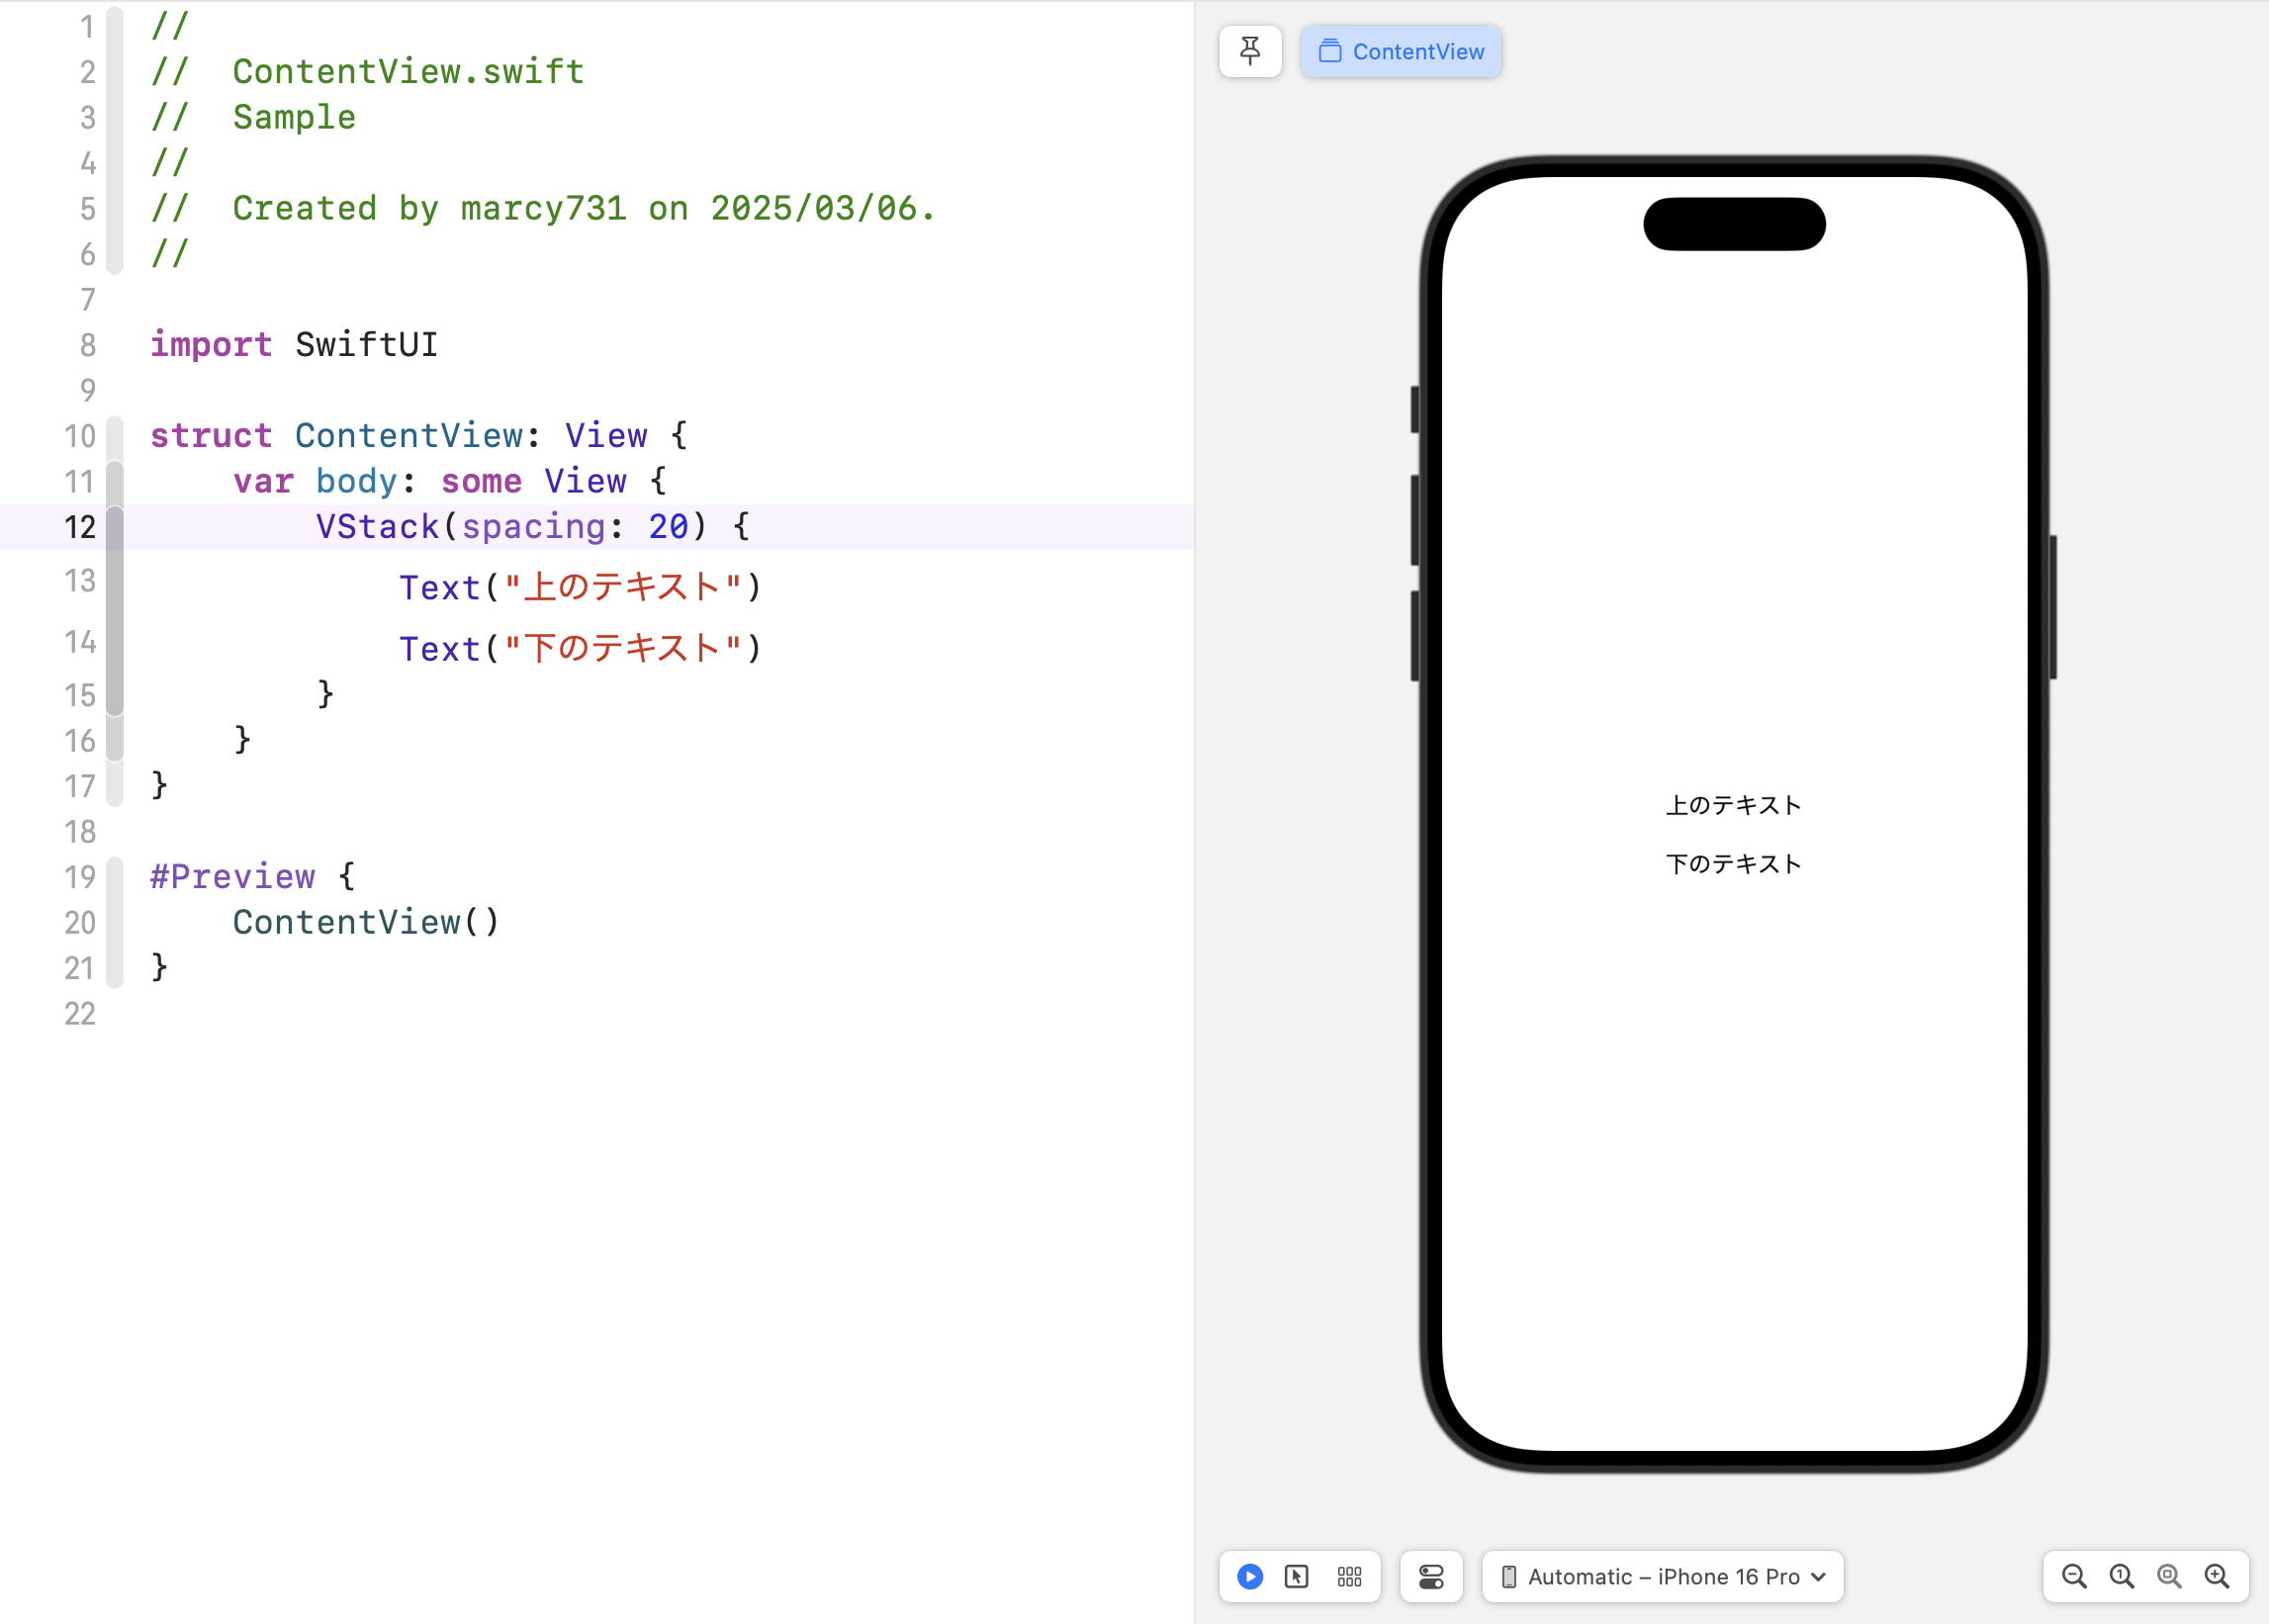 1 //
2 //  ContentView.swift
3 //  Sample
4 //
5 //  Created by marcy731 on 2025/03/06.
6 //
7
8 import SwiftUI
9
10 struct ContentView: View {
11     var body: some View {
12         VStack(spacing: 20) {
13             Text("上のテキスト")
14             Text("下のテキスト")
15         }
16     }
17 }
18
19 #Preview {
20     ContentView()
21 }
22
ContentView
上のテキスト
下のテキスト
Automatic – iPhone 16 Pro